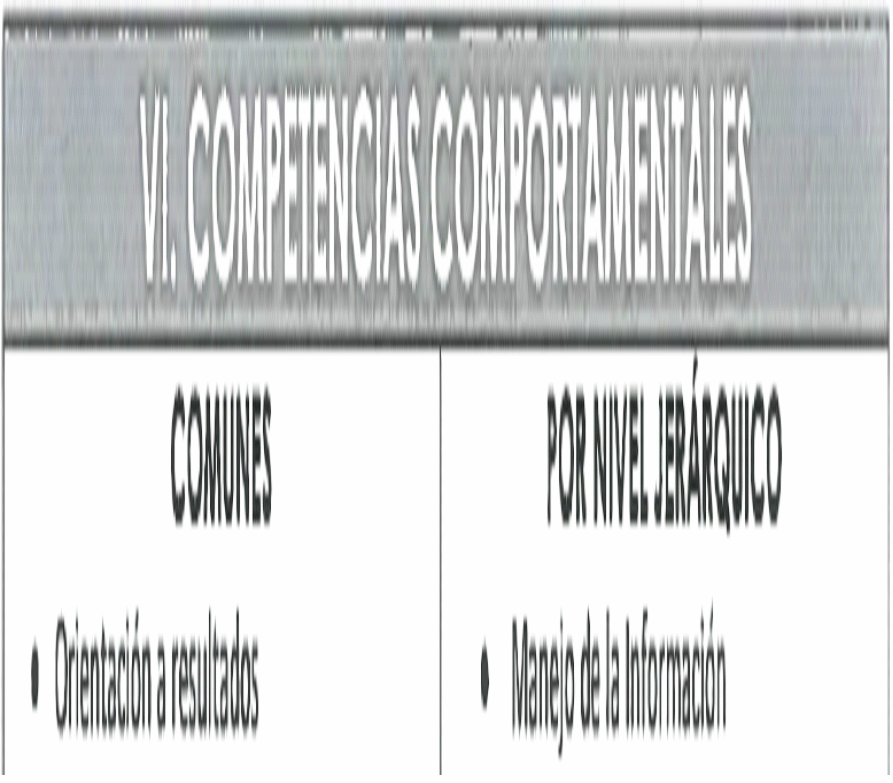 VI. COMPETENCIAS COMPORTAMENTALES
COMUNES
POR NIVEL JERÁRQUICO
• Orientación a resultados
• Manejo de la Información